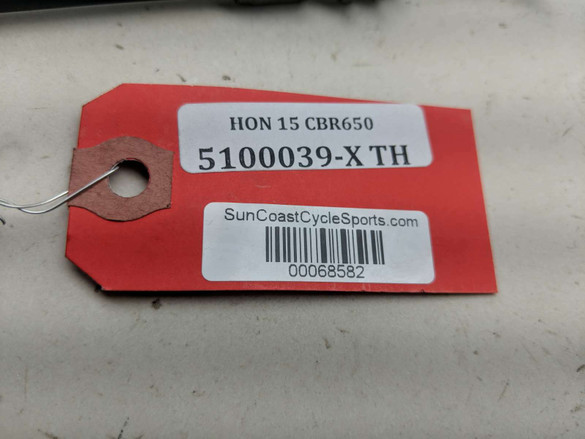 HON 15 CBR650
5100039-X TH
SunCoastCycleSports.com
00068582